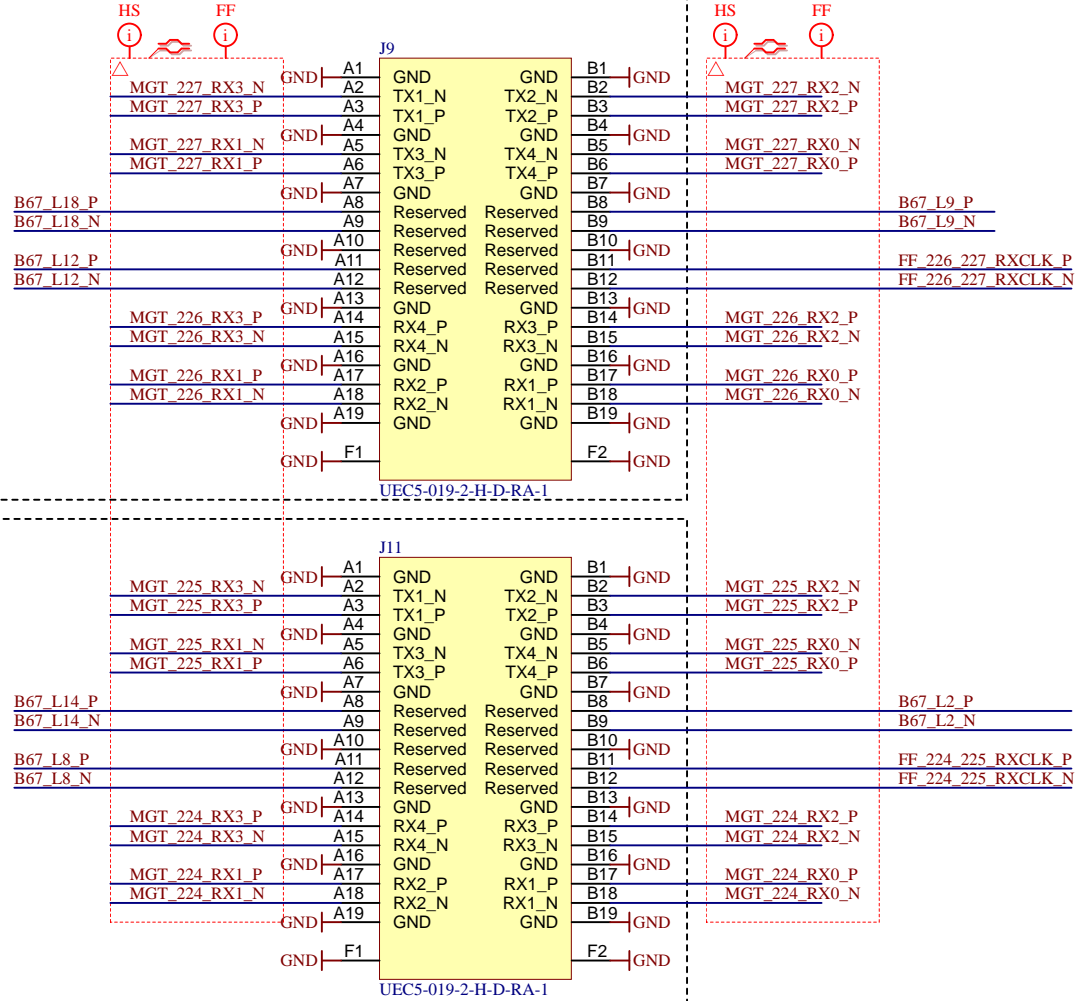 HS FF HS FF
i i i i
J9
GND A1 GND GND B1 GND
MGT_227_RX3_N A2 TX1_N TX2_N B2 MGT_227_RX2_N
MGT_227_RX3_P A3 TX1_P TX2_P B3 MGT_227_RX2_P
GND A4 GND GND B4 GND
MGT_227_RX1_N A5 TX3_N TX4_N B5 MGT_227_RX0_N
MGT_227_RX1_P A6 TX3_P TX4_P B6 MGT_227_RX0_P
GND A7 GND GND B7 GND
B67_L18_P A8 Reserved Reserved B8 B67_L9_P
B67_L18_N A9 Reserved Reserved B9 B67_L9_N
GND A10 Reserved Reserved B10 GND
B67_L12_P A11 Reserved Reserved B11 FF_226_227_RXCLK_P
B67_L12_N A12 Reserved Reserved B12 FF_226_227_RXCLK_N
GND A13 GND GND B13 GND
MGT_226_RX3_P A14 RX4_P RX3_P B14 MGT_226_RX2_P
MGT_226_RX3_N A15 RX4_N RX3_N B15 MGT_226_RX2_N
GND A16 GND GND B16 GND
MGT_226_RX1_P A17 RX2_P RX1_P B17 MGT_226_RX0_P
MGT_226_RX1_N A18 RX2_N RX1_N B18 MGT_226_RX0_N
GND A19 GND GND B19 GND
GND F1 F2 GND
UEC5-019-2-H-D-RA-1
J11
GND A1 GND GND B1 GND
MGT_225_RX3_N A2 TX1_N TX2_N B2 MGT_225_RX2_N
MGT_225_RX3_P A3 TX1_P TX2_P B3 MGT_225_RX2_P
GND A4 GND GND B4 GND
MGT_225_RX1_N A5 TX3_N TX4_N B5 MGT_225_RX0_N
MGT_225_RX1_P A6 TX3_P TX4_P B6 MGT_225_RX0_P
GND A7 GND GND B7 GND
B67_L14_P A8 Reserved Reserved B8 B67_L2_P
B67_L14_N A9 Reserved Reserved B9 B67_L2_N
GND A10 Reserved Reserved B10 GND
B67_L8_P A11 Reserved Reserved B11 FF_224_225_RXCLK_P
B67_L8_N A12 Reserved Reserved B12 FF_224_225_RXCLK_N
GND A13 GND GND B13 GND
MGT_224_RX3_P A14 RX4_P RX3_P B14 MGT_224_RX2_P
MGT_224_RX3_N A15 RX4_N RX3_N B15 MGT_224_RX2_N
GND A16 GND GND B16 GND
MGT_224_RX1_P A17 RX2_P RX1_P B17 MGT_224_RX0_P
MGT_224_RX1_N A18 RX2_N RX1_N B18 MGT_224_RX0_N
GND A19 GND GND B19 GND
GND F1 F2 GND
UEC5-019-2-H-D-RA-1